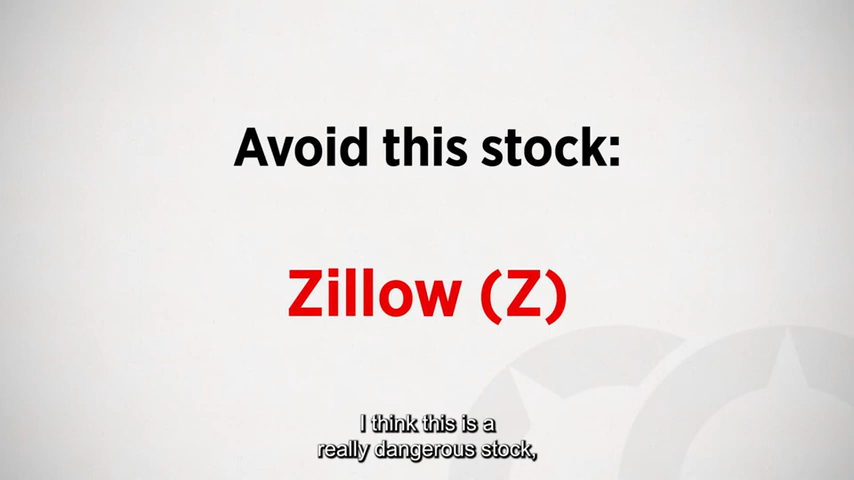 Avoid this stock:
Zillow (Z)
I think this is a
really dangerous stock,